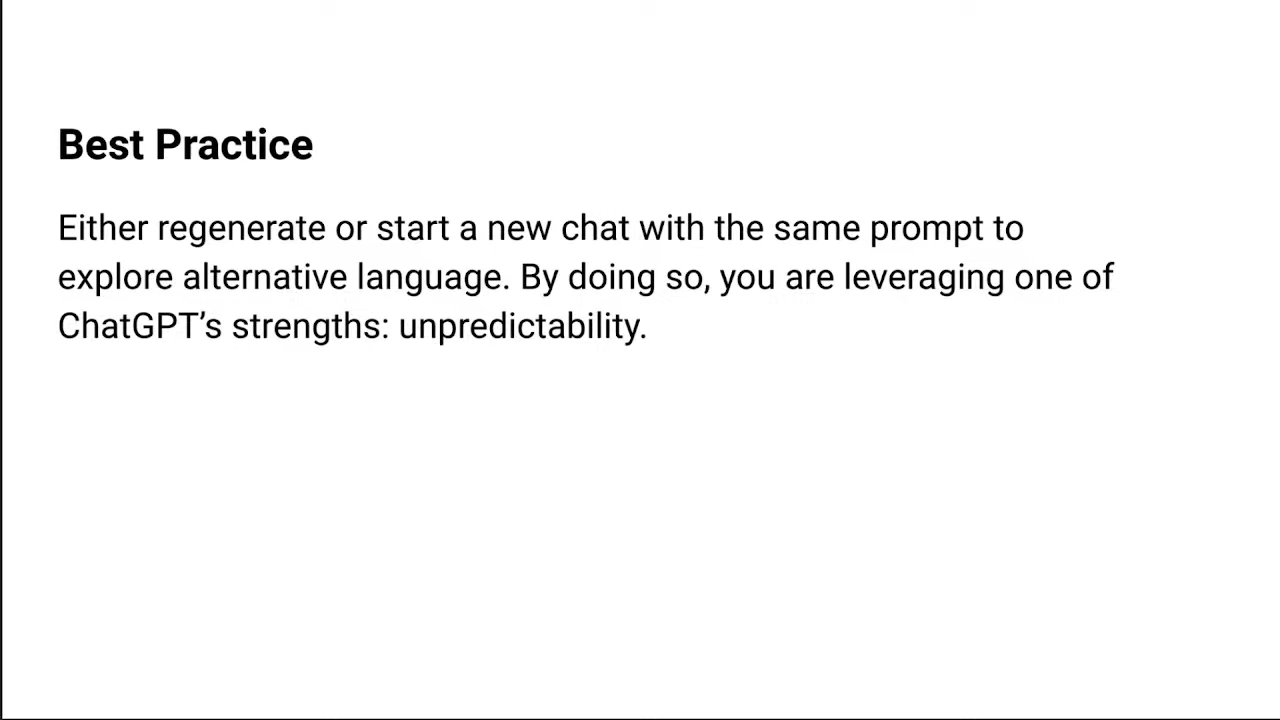 Best Practice
Either regenerate or start a new chat with the same prompt to
explore alternative language. By doing so, you are leveraging one of
ChatGPT’s strengths: unpredictability.